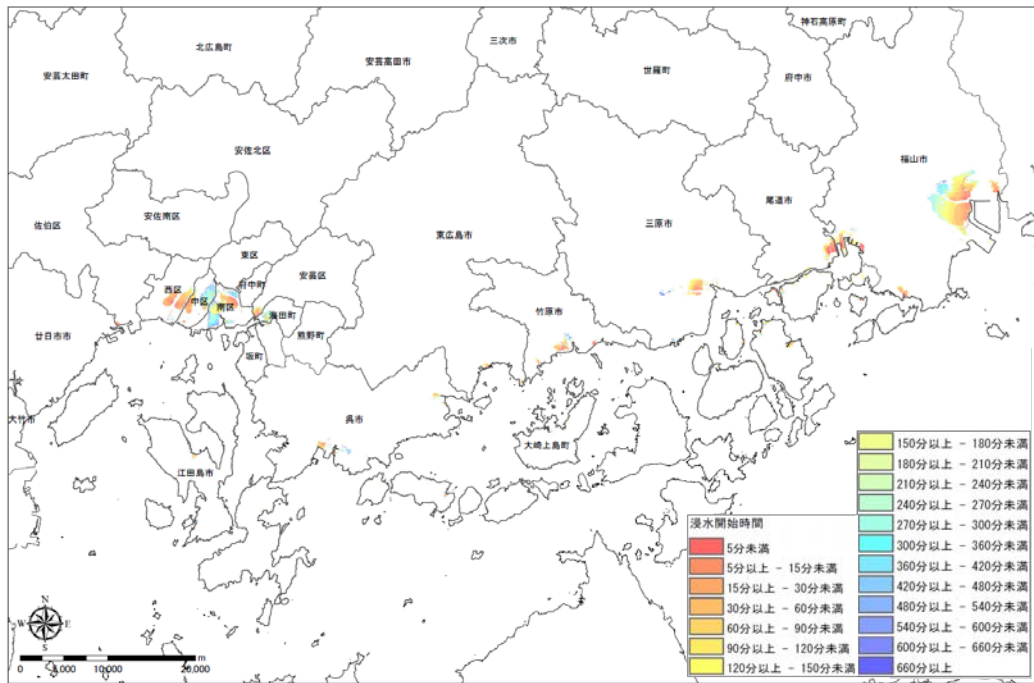 神石高原町
三次市
北広島町
安芸高田市
世羅町
安芸太田町
府中市
安佐北区
福山市
尾道市
佐伯区
安佐南区
三原市
東広島市
東区
西区
府中町
安芸区
中区
南区
海田町
竹原市
廿日市市
熊野町
坂町
大竹市
呉市
大崎上島町
江田島市
浸水開始時間
5分未満
5分以上 - 15分未満
15分以上 - 30分未満
30分以上 - 60分未満
60分以上 - 90分未満
90分以上 - 120分未満
120分以上 - 150分未満
150分以上 - 180分未満
180分以上 - 210分未満
210分以上 - 240分未満
240分以上 - 270分未満
270分以上 - 300分未満
300分以上 - 360分未満
360分以上 - 420分未満
420分以上 - 480分未満
480分以上 - 540分未満
540分以上 - 600分未満
600分以上 - 660分未満
660分以上
N
W E
S
0 5,000 10,000 20,000 m